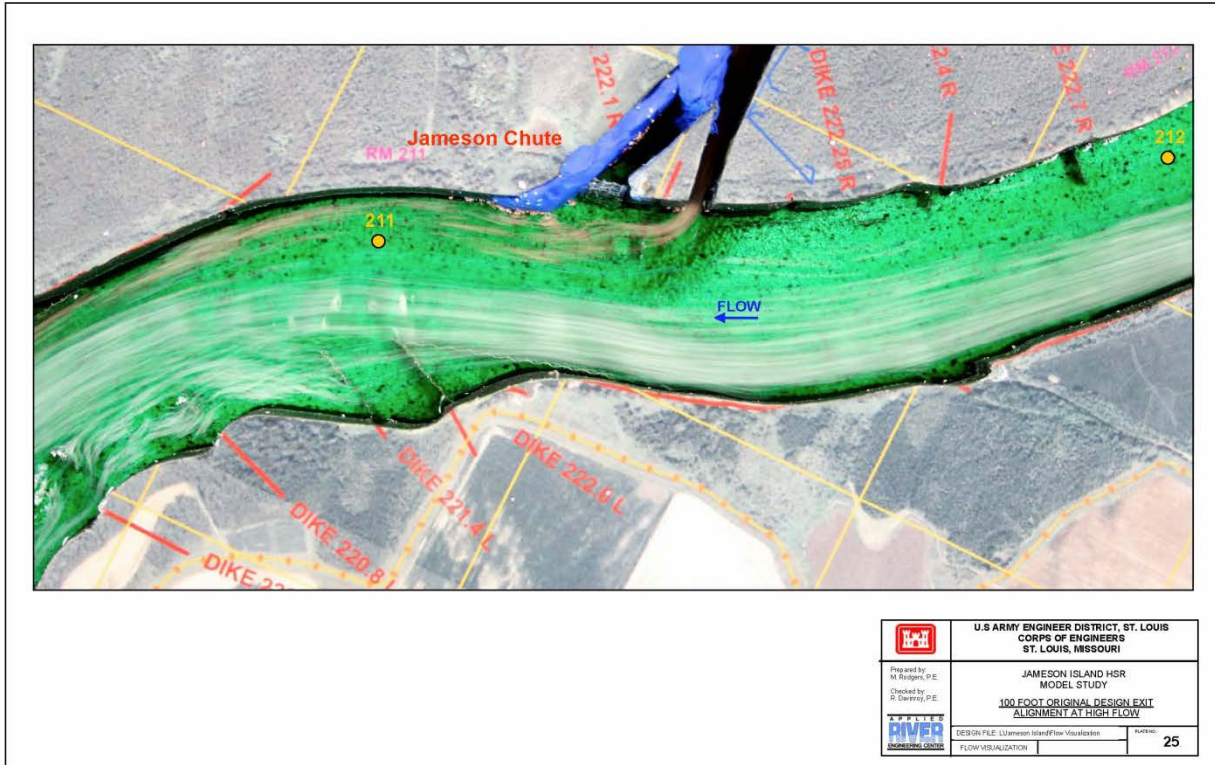 222.1 R
DIKE 222.25 R
2.4 R
E 222.7 R
RM 212
Jameson Chute
RM 211
212
211
FLOW
DIKE 222.0 L
DIKE 221.4 L
DIKE 220.8 L
DIKE
U.S ARMY ENGINEER DISTRICT, ST. LOUIS
CORPS OF ENGINEERS
ST. LOUIS, MISSOURI
Prepared by:
M. Rodgers, P.E.
Checked by:
R. Davinroy, P.E.
JAMESON ISLAND HSR
MODEL STUDY
100 FOOT ORIGINAL DESIGN EXIT
ALIGNMENT AT HIGH FLOW
APPLIED
RIVER
ENGINEERING CENTER
DESIGN FILE: L\Jameson Island\Flow Visualization
PLATE NO.
25
FLOW VISUALIZATION